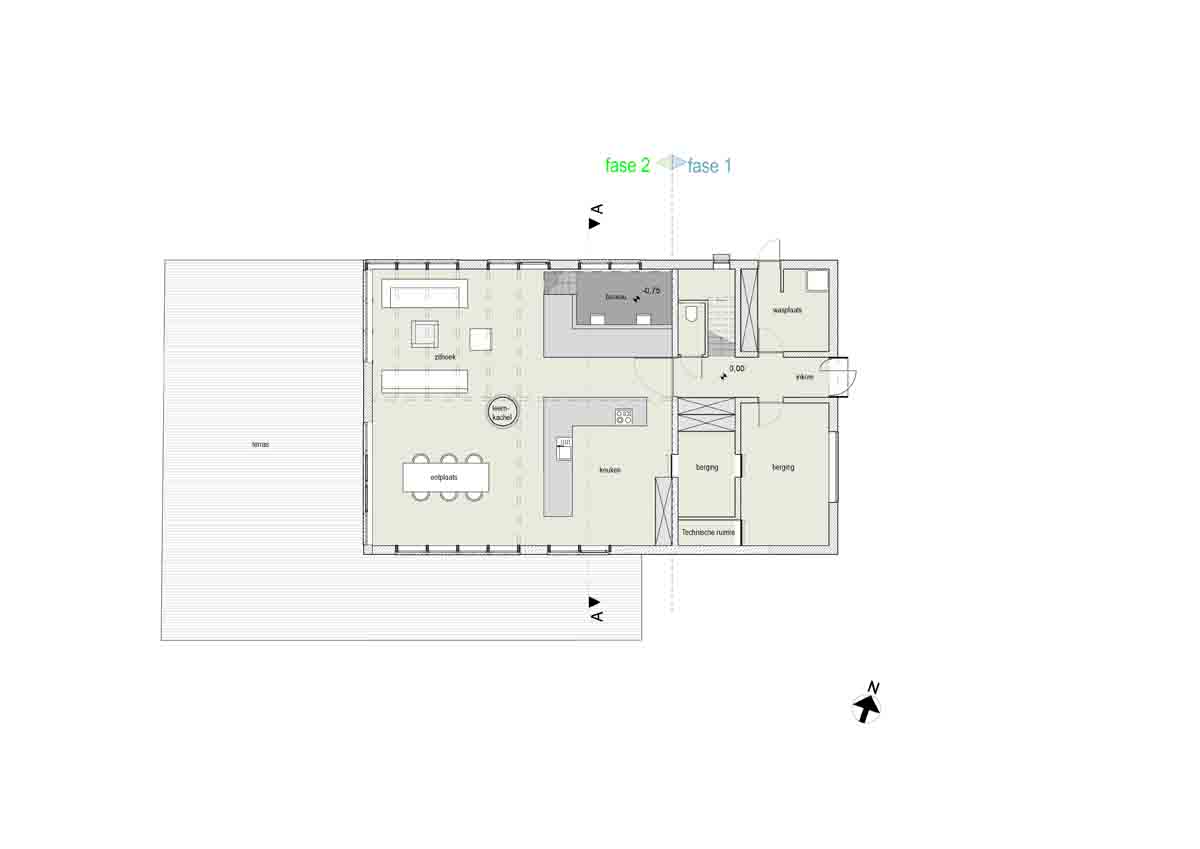 fase 2 fase 1
A
bureau -0,75
wasplaats
zithoek
0,00
inkom
leem-
kachel
terras
keuken
berging
berging
eetplaats
Technische ruimte
A
N